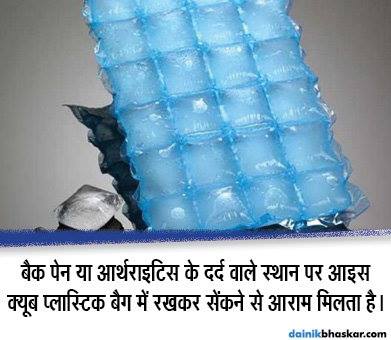 बैक पेन या आर्थराइटिस के दर्द वाले स्थान पर आइस
क्यूब प्लास्टिक बैग में रखकर सेंकने से आराम मिलता है।
dainikbhaskar.com